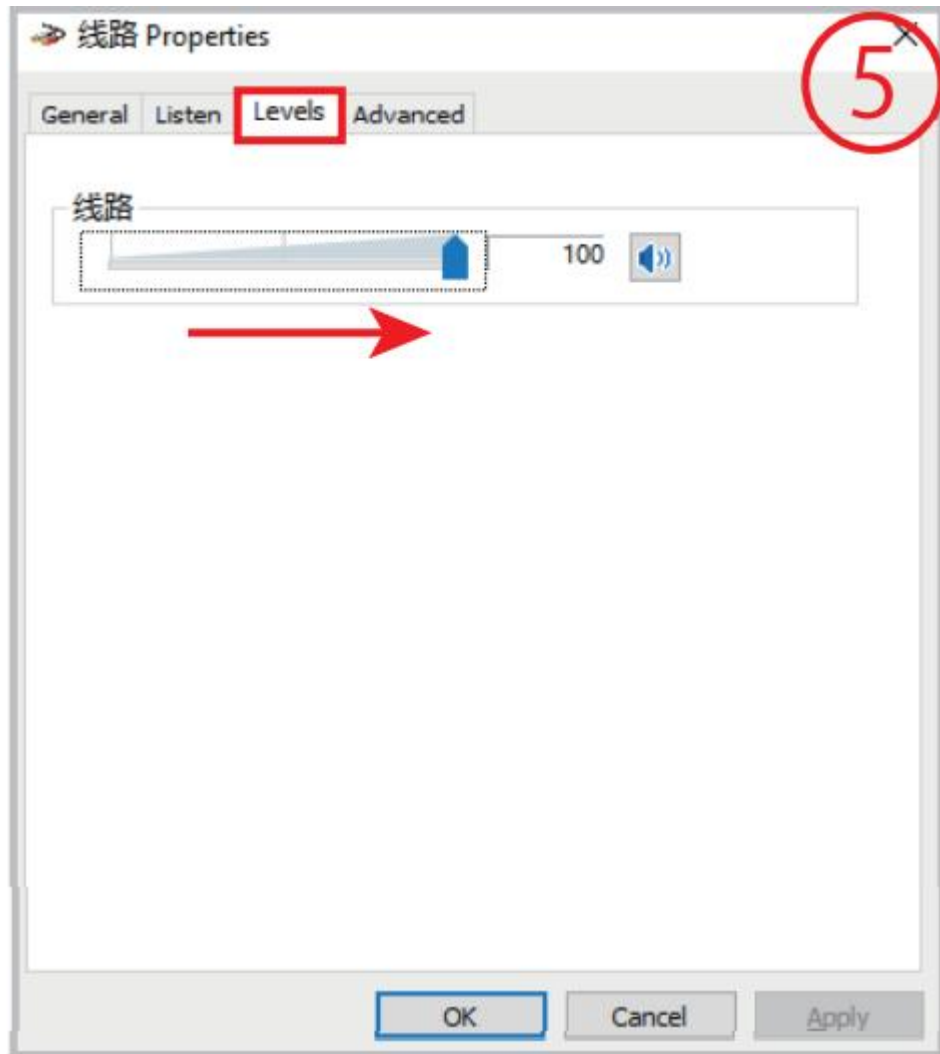 线路 Properties
5
General Listen Levels Advanced
线路
100
OK Cancel Apply